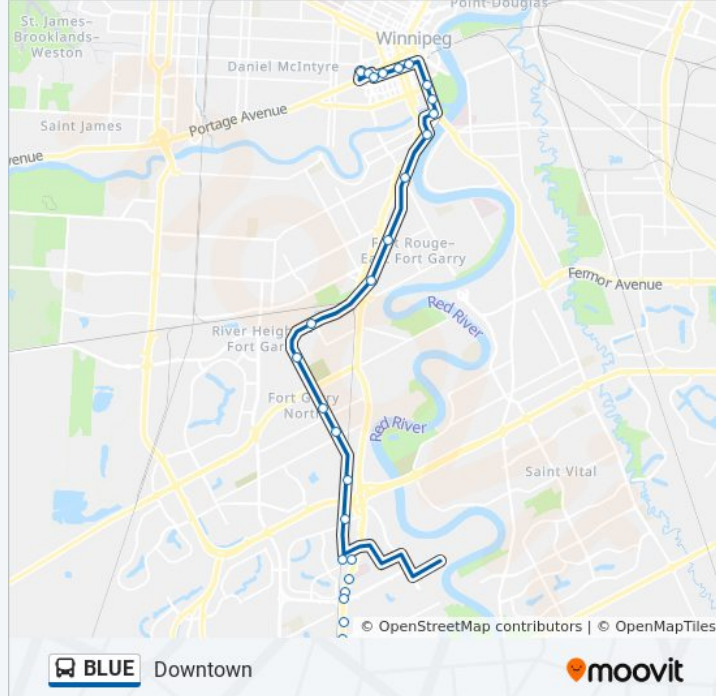 Point Douglas
St. James–
Brooklands–
Weston
Winnipeg
Daniel McIntyre
Portage Avenue
Saint James
venue
Fort Rouge–
East Fort Garry
Fermor Avenue
Red River
River Heigh
Fort Gar
Fort Garry
North
Red River
Saint Vital
© OpenStreetMap contributors | © OpenMapTiles
BLUE Downtown
moovit